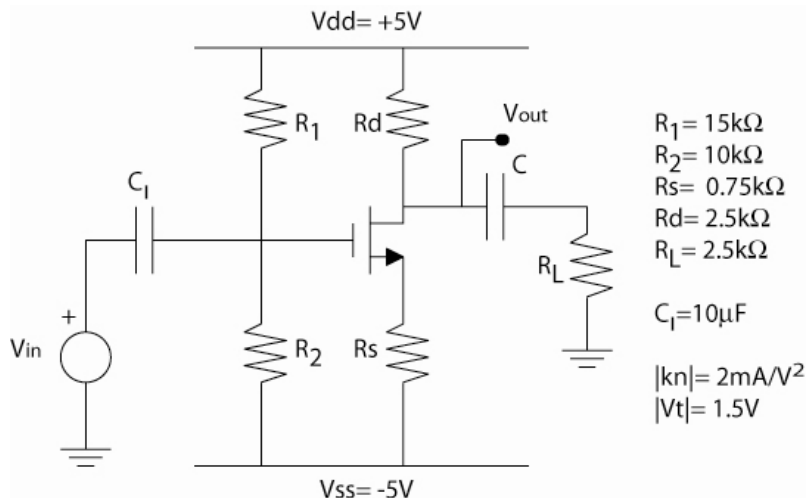 Vdd= +5V
R1
Rd
Vout
C
CI
RL
+
Vin
R2
Rs
Vss= -5V
R1= 15kΩ
R2= 10kΩ
Rs= 0.75kΩ
Rd= 2.5kΩ
RL= 2.5kΩ
CI=10μF
|kn|= 2mA/V²
|Vt|= 1.5V